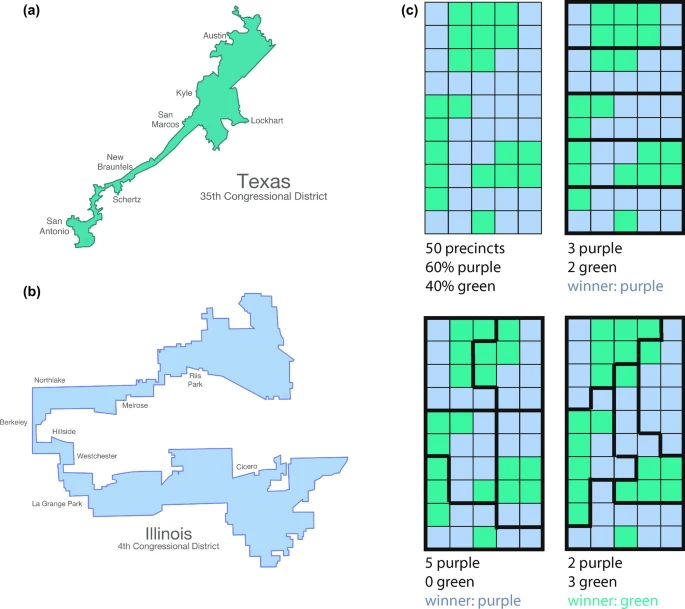 (a)
Austin
Kyle
San
Marcos
Lockhart
New
Braunfels
Schertz
San
Antonio
Texas
35th Congressional District
(b)
Northlake
Riis
Park
Melrose
Berkeley
Hillside
Westchester
Cicero
La Grange Park
Illinois
4th Congressional District
(c)
50 precincts
60% purple
40% green
3 purple
2 green
winner: purple
5 purple
0 green
winner: purple
2 purple
3 green
winner: green